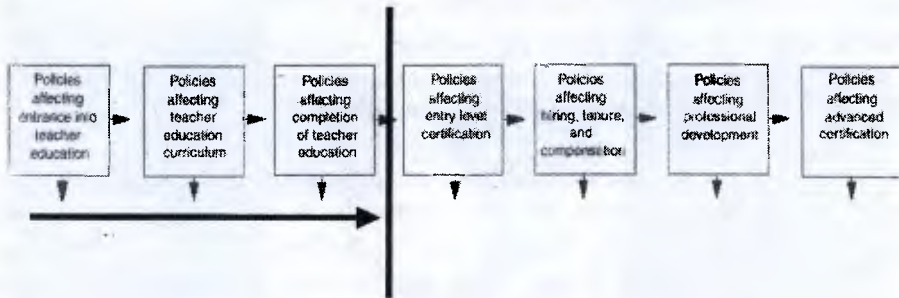 Policies
affecting
entrance into
teacher
education
Policies
affecting
teacher
education
curriculum
Policies
affecting
completion
of teacher
education
Policies
affecting
entry level
certification
Policies
affecting
hiring, tenure,
and
compensation
Policies
affecting
professional
development
Policies
affecting
advanced
certification